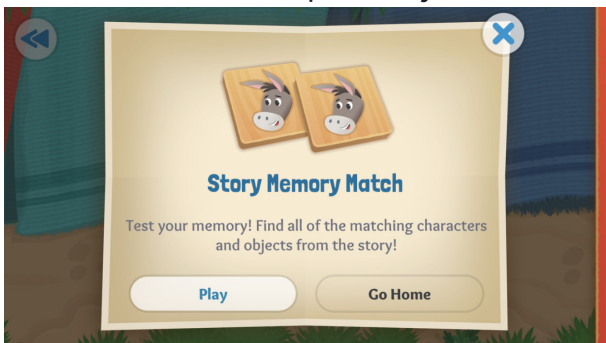 Story Memory Match
Test your memory! Find all of the matching characters
and objects from the story!
Play
Go Home